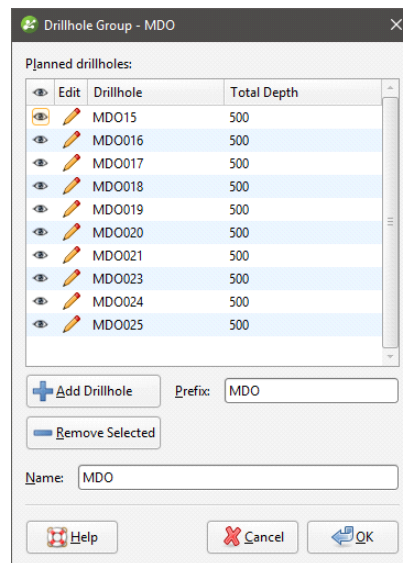 Drillhole Group - MDO
Planned drillholes:
Edit Drillhole Total Depth
MDO15 500
MDO016 500
MDO017 500
MDO018 500
MDO019 500
MDO020 500
MDO021 500
MDO023 500
MDO024 500
MDO025 500
Add Drillhole Prefix: MDO
Remove Selected
Name: MDO
Help Cancel OK